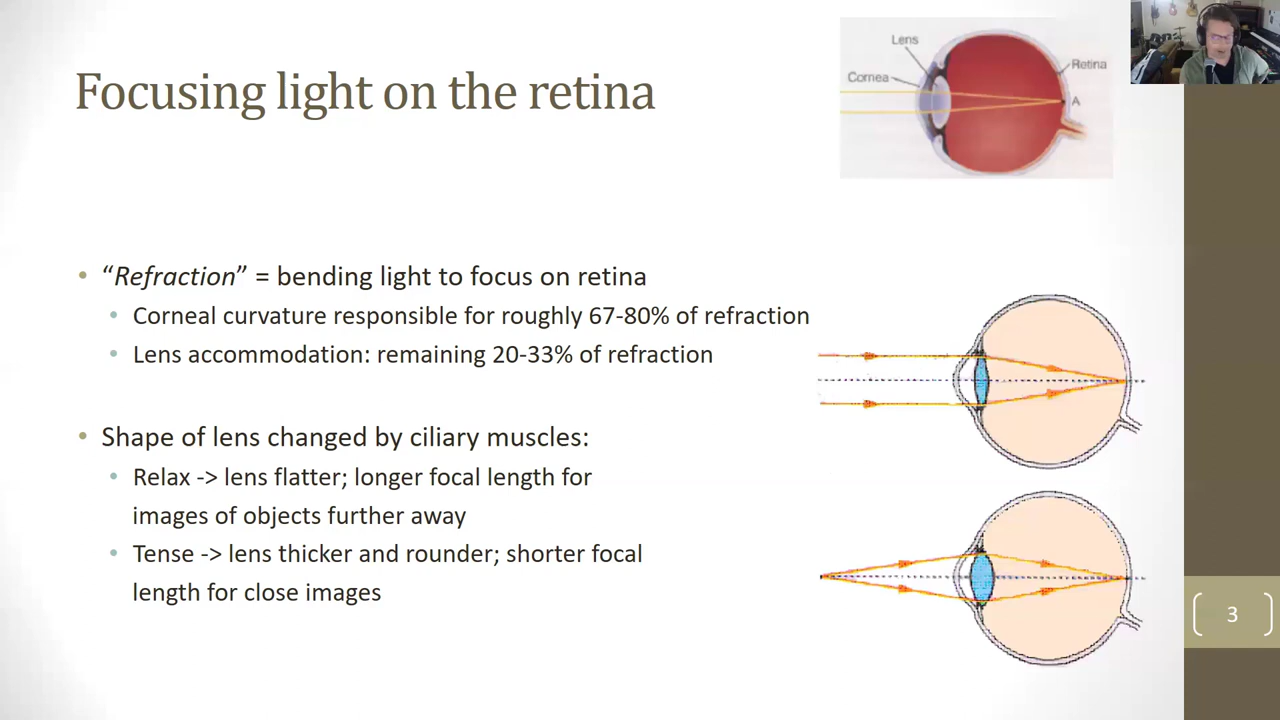 Focusing light on the retina
Lens
Cornea
Retina
A
• “Refraction” = bending light to focus on retina
• Corneal curvature responsible for roughly 67-80% of refraction
• Lens accommodation: remaining 20-33% of refraction
• Shape of lens changed by ciliary muscles:
• Relax -> lens flatter; longer focal length for
images of objects further away
• Tense -> lens thicker and rounder; shorter focal
length for close images
3